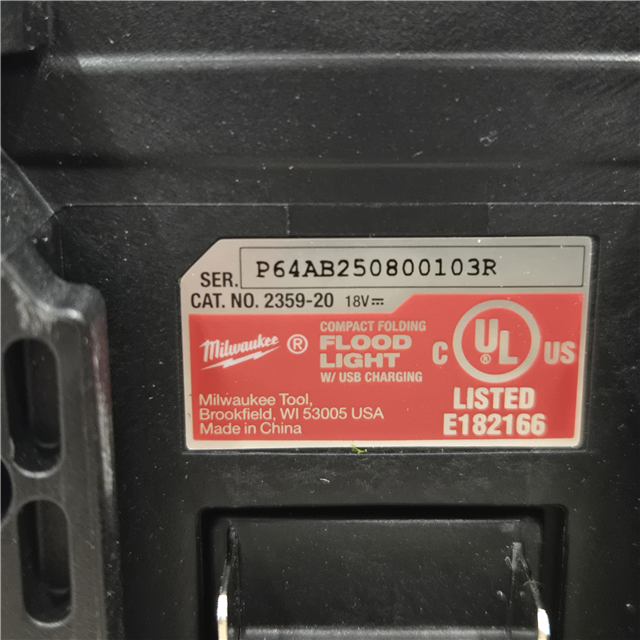 SER. P64AB250800103R
CAT. NO. 2359-20 18V⎓
Milwaukee ®
COMPACT FOLDING
FLOOD
LIGHT
W/ USB CHARGING
Milwaukee Tool,
Brookfield, WI 53005 USA
Made in China
C UL ® US
LISTED
E182166